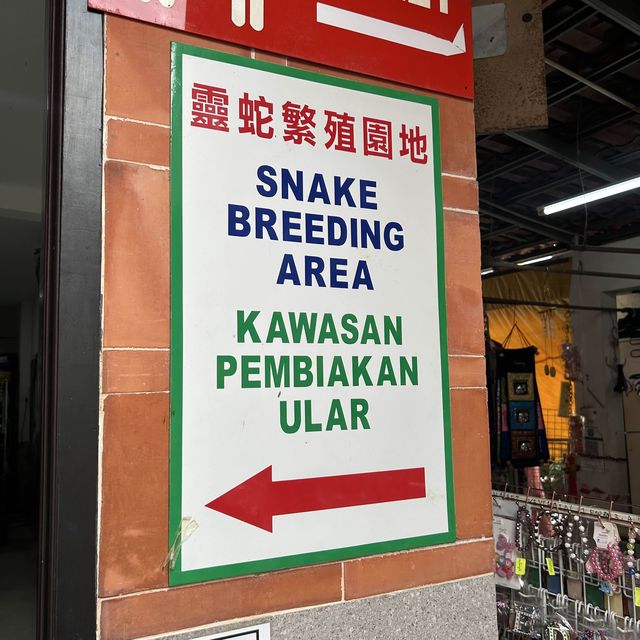 靈蛇繁殖園地
SNAKE
BREEDING
AREA
KAWASAN
PEMBIAKAN
ULAR